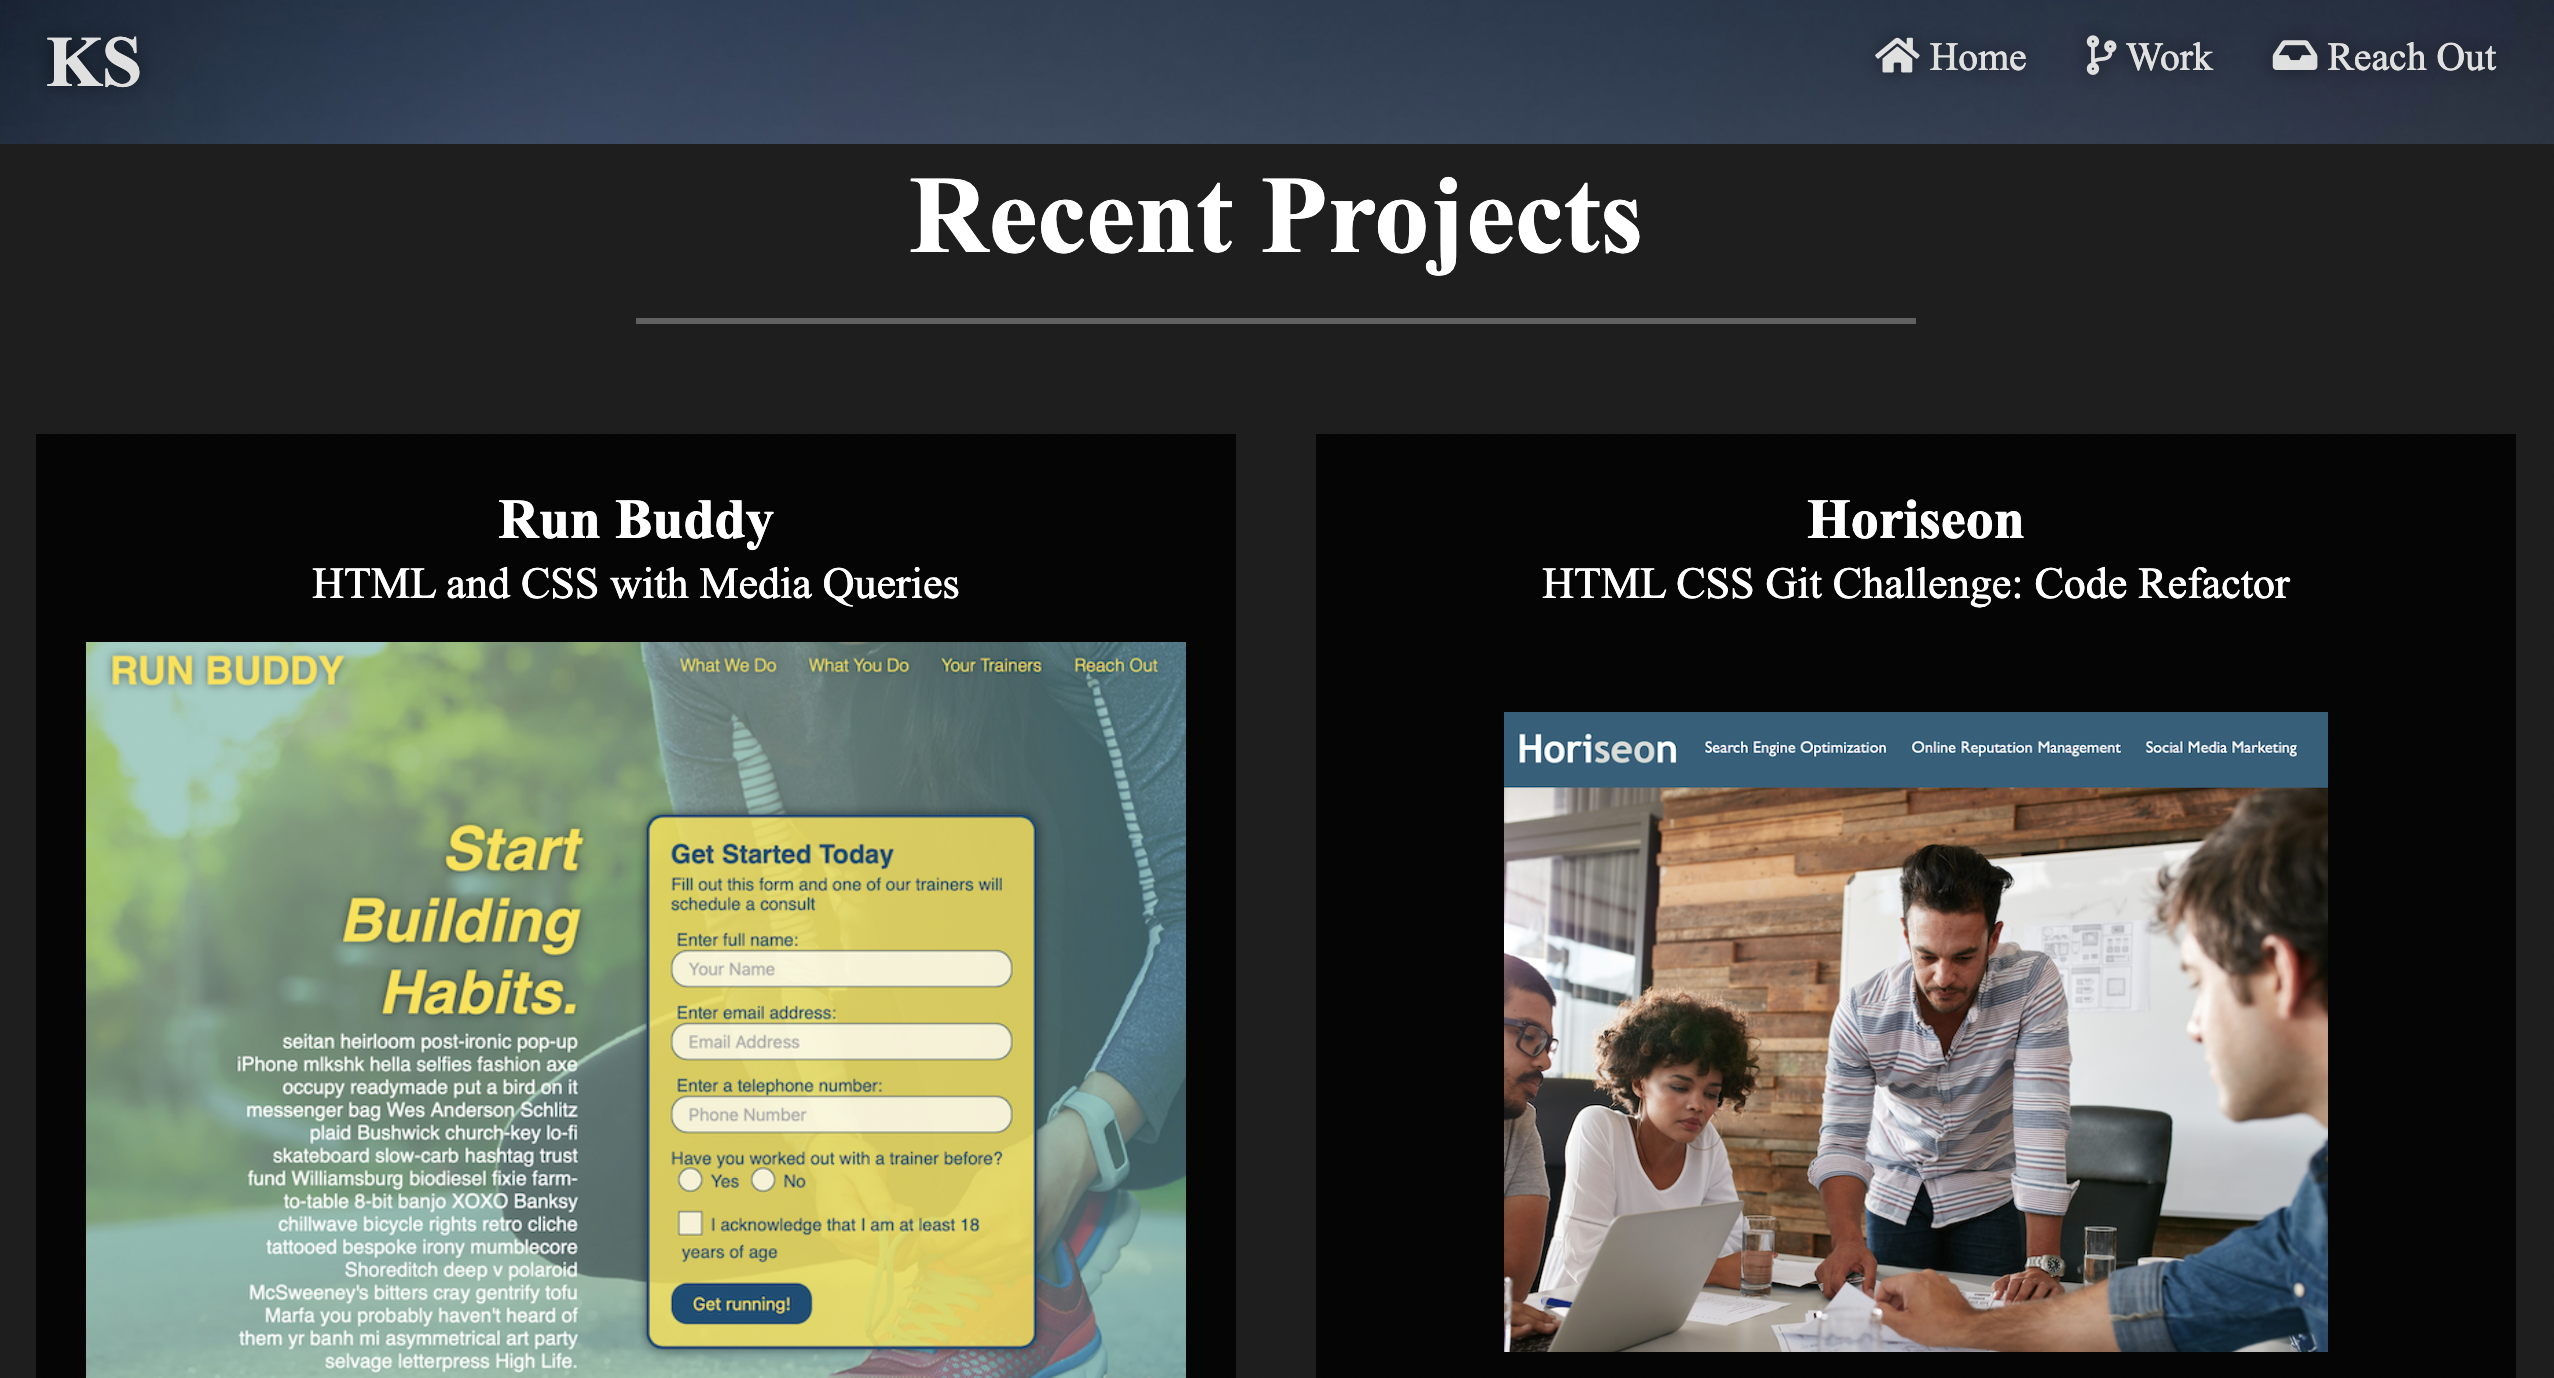 KS
Home Work Reach Out
Recent Projects
Run Buddy
HTML and CSS with Media Queries
RUN BUDDY
What We Do What You Do Your Trainers Reach Out
Start
Building
Habits.
seitan heirloom post-ironic pop-up
iPhone mlkshk hella selfies fashion axe
occupy readymade put a bird on it
messenger bag Wes Anderson Schlitz
plaid Bushwick church-key lo-fi
skateboard slow-carb hashtag trust
fund Williamsburg biodiesel fixie farm-
to-table 8-bit banjo XOXO Banksy
chillwave bicycle rights retro cliche
tattooed bespoke irony mumblecore
Shoreditch deep v polaroid
McSweeney's bitters cray gentrify tofu
Marfa you probably haven't heard of
them yr banh mi asymmetrical art party
selvage letterpress High Life.
Get Started Today
Fill out this form and one of our trainers will
schedule a consult
Enter full name:
Your Name
Enter email address:
Email Address
Enter a telephone number:
Phone Number
Have you worked out with a trainer before?
Yes No
I acknowledge that I am at least 18
years of age
Get running!
Horiseon
HTML CSS Git Challenge: Code Refactor
Horiseon
Search Engine Optimization Online Reputation Management Social Media Marketing